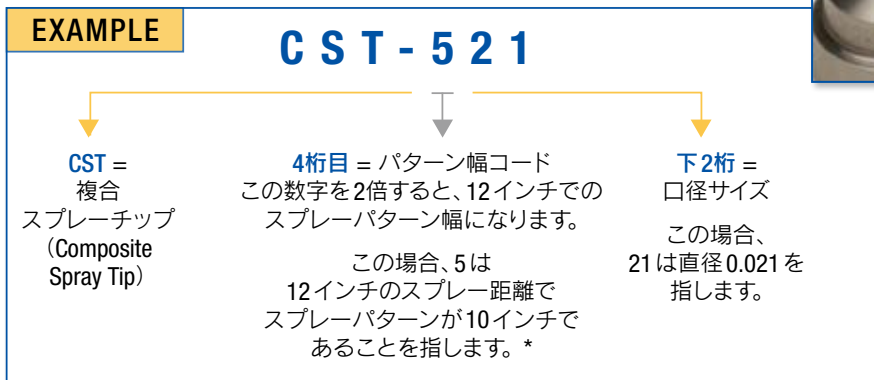 EXAMPLE
CST-521
CST =
複合
スプレーチップ
（Composite
Spray Tip）
4桁目 = パターン幅コード
この数字を2倍すると、12インチでの
スプレーパターン幅になります。
この場合、5は
12インチのスプレー距離で
スプレーパターンが10インチで
あることを指します。*
下2桁 =
口径サイズ
この場合、
21は直径0.021を
指します。